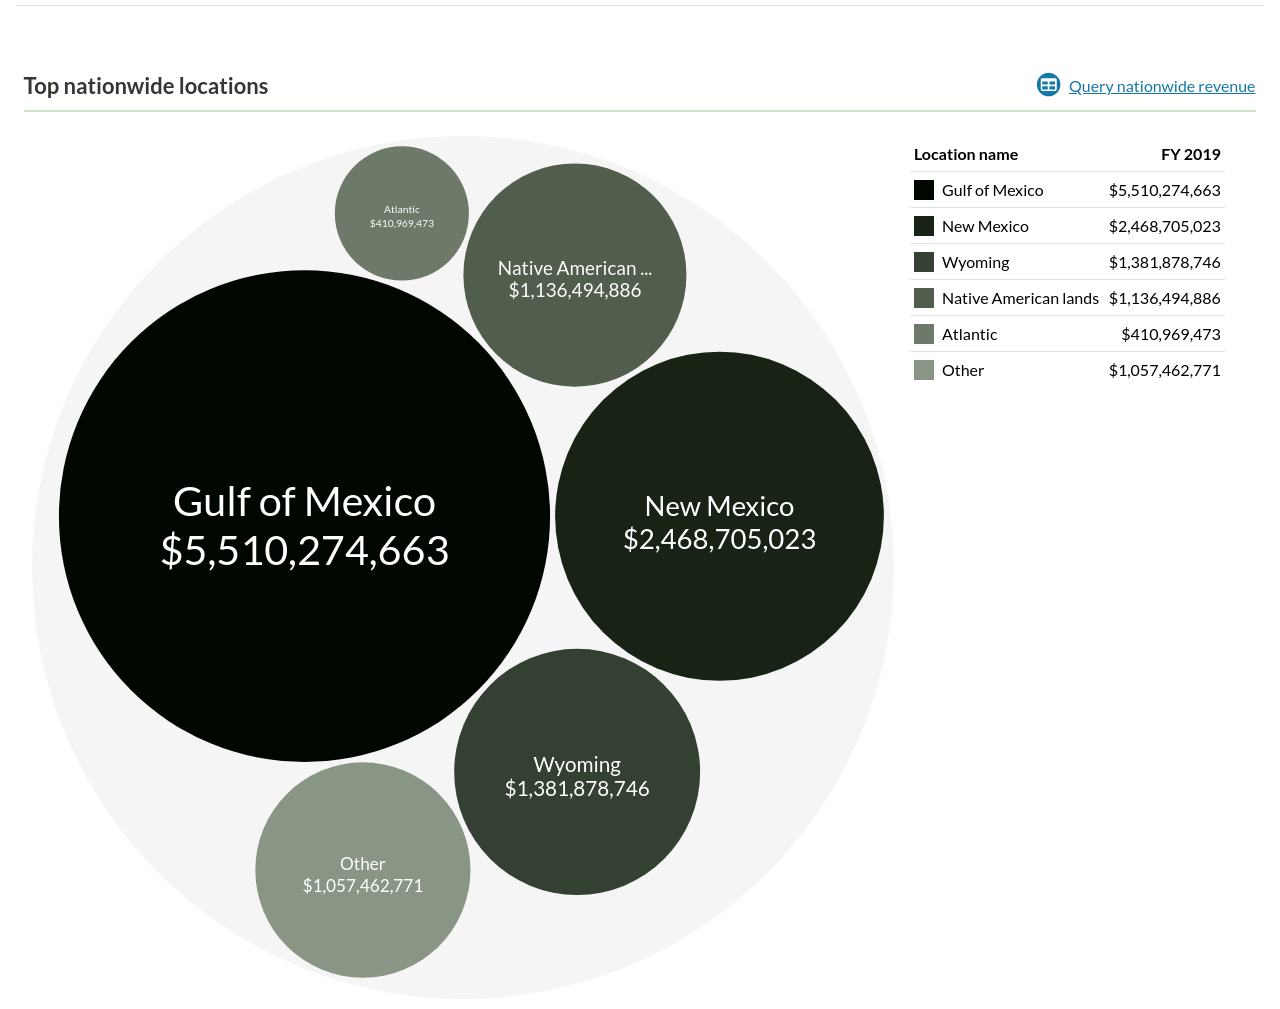 Top nationwide locations
Query nationwide revenue
Atlantic
$410,969,473
Native American ...
$1,136,494,886
Gulf of Mexico
$5,510,274,663
New Mexico
$2,468,705,023
Wyoming
$1,381,878,746
Other
$1,057,462,771
Location name FY 2019
Gulf of Mexico $5,510,274,663
New Mexico $2,468,705,023
Wyoming $1,381,878,746
Native American lands $1,136,494,886
Atlantic $410,969,473
Other $1,057,462,771